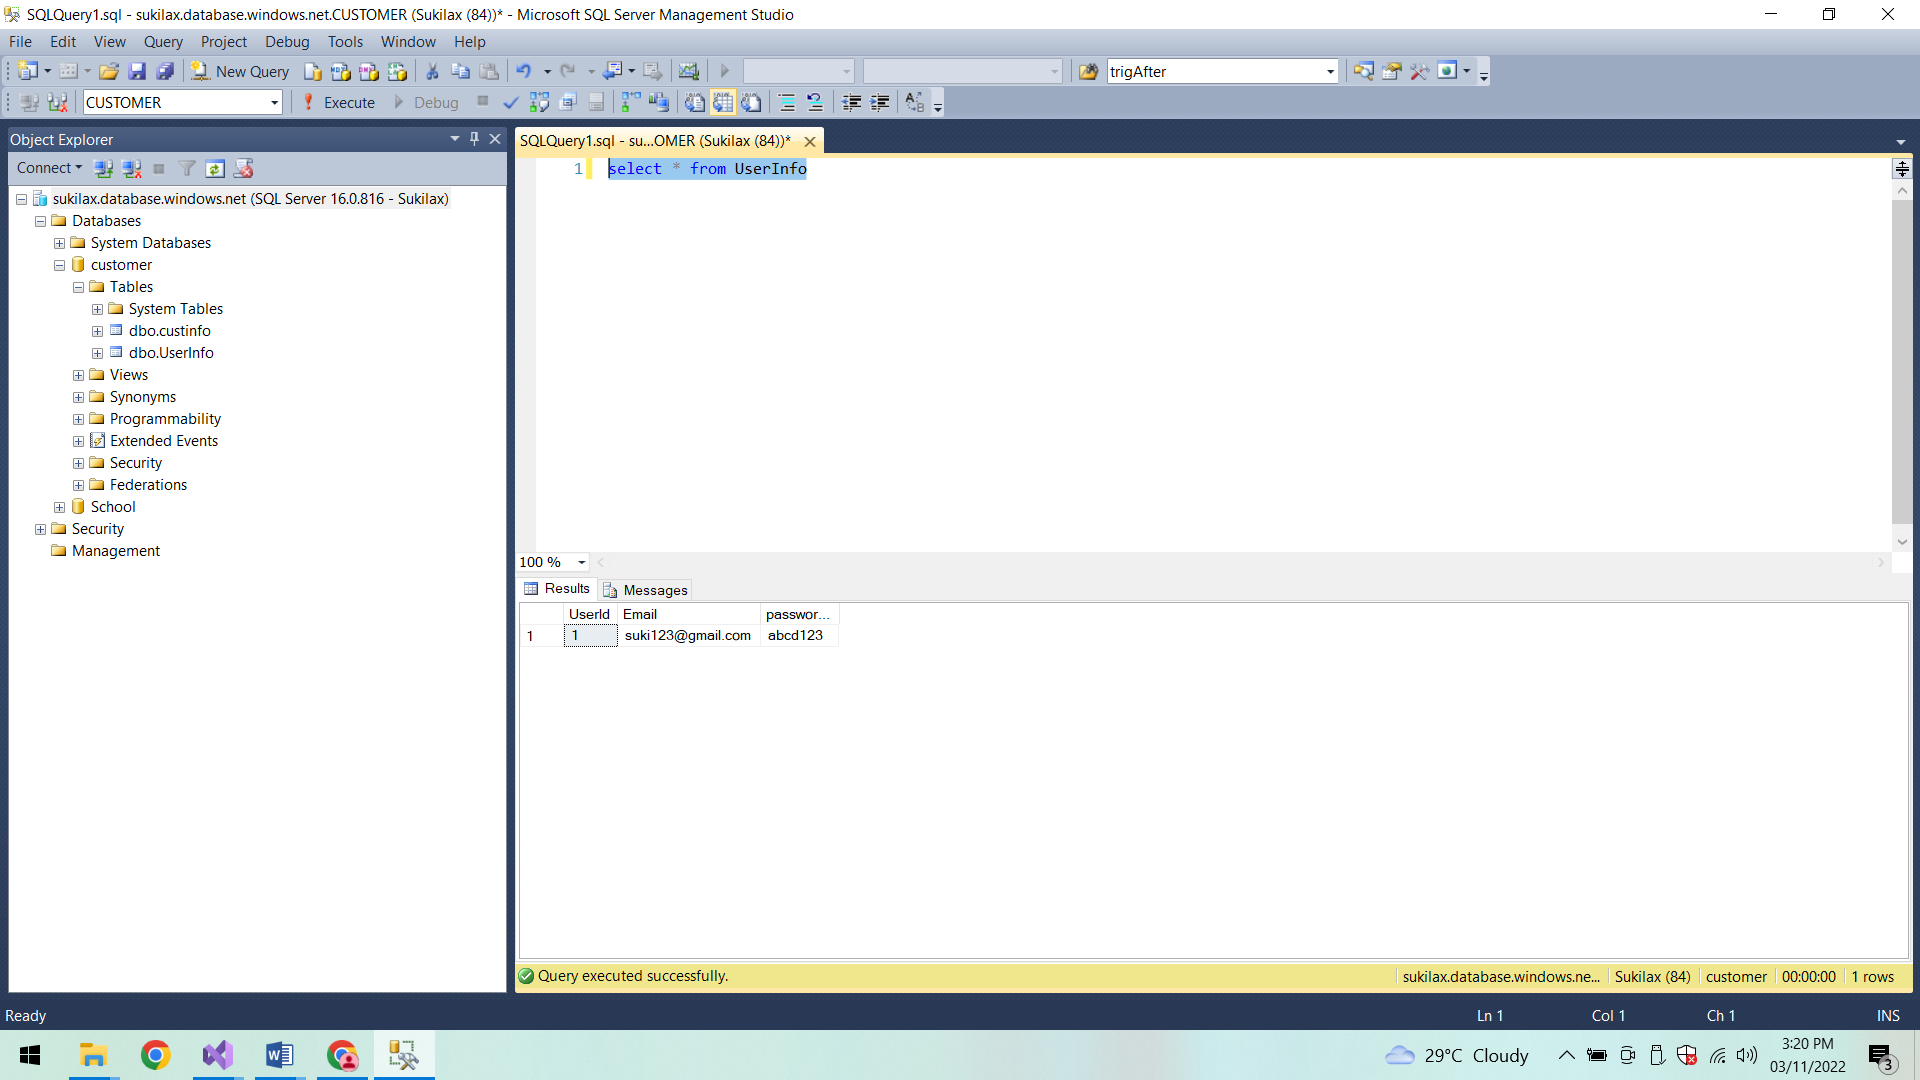 SQLQuery1.sql - sukilax.database.windows.net.CUSTOMER (Sukilax (84))* - Microsoft SQL Server Management Studio
File Edit View Query Project Debug Tools Window Help
New Query trigAfter
CUSTOMER Execute Debug
Object Explorer
Connect
sukilax.database.windows.net (SQL Server 16.0.816 - Sukilax)
Databases
System Databases
customer
Tables
System Tables
dbo.custinfo
dbo.UserInfo
Views
Synonyms
Programmability
Extended Events
Security
Federations
School
Security
Management
SQLQuery1.sql - su...OMER (Sukilax (84))*
1 select * from UserInfo
100 %
Results Messages
UserId Email passwor...
1 1 suki123@gmail.com abcd123
Query executed successfully. sukilax.database.windows.ne... Sukilax (84) customer 00:00:00 1 rows
Ready Ln 1 Col 1 Ch 1 INS
29°C Cloudy 3:20 PM
03/11/2022 3